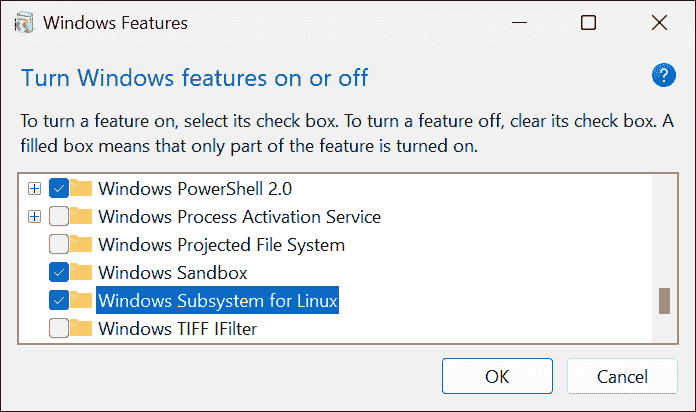 Windows Features
Turn Windows features on or off
?
To turn a feature on, select its check box. To turn a feature off, clear its check box. A
filled box means that only part of the feature is turned on.
Windows PowerShell 2.0
Windows Process Activation Service
Windows Projected File System
Windows Sandbox
Windows Subsystem for Linux
Windows TIFF IFilter
OK Cancel